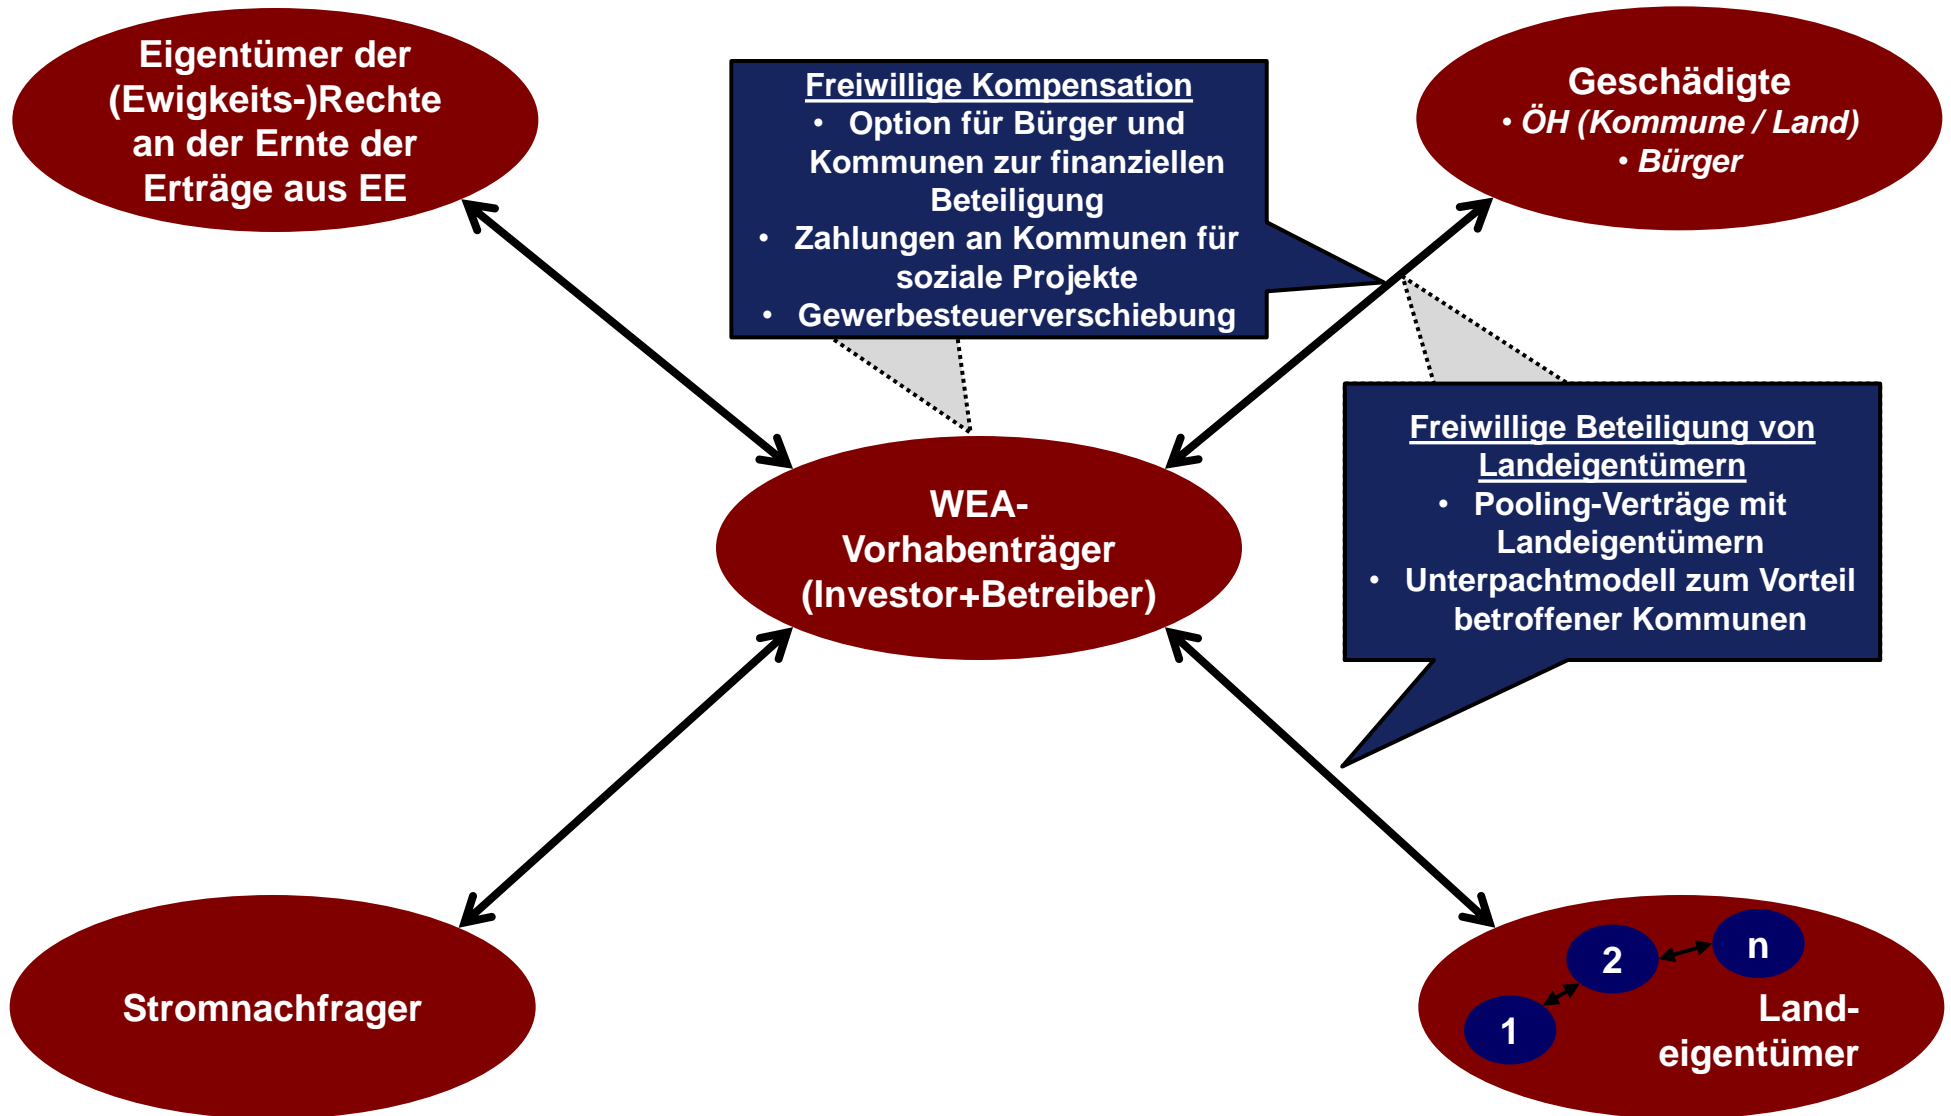 Eigentümer der
(Ewigkeits-)Rechte
an der Ernte der
Erträge aus EE
Freiwillige Kompensation
• Option für Bürger und
Kommunen zur finanziellen
Beteiligung
• Zahlungen an Kommunen für
soziale Projekte
• Gewerbesteuerverschiebung
Geschädigte
• ÖH (Kommune / Land)
• Bürger
WEA-
Vorhabenträger
(Investor+Betreiber)
Freiwillige Beteiligung von
Landeigentümern
• Pooling-Verträge mit
Landeigentümern
• Unterpachtmodell zum Vorteil
betroffener Kommunen
Stromnachfrager
1
2
n
Land-
eigentümer